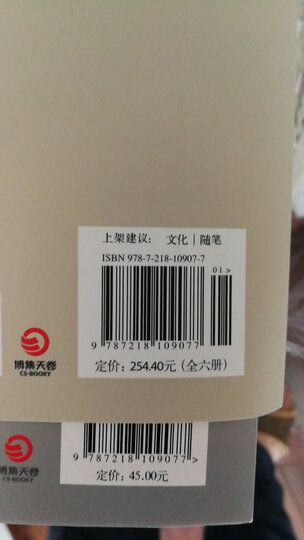 上架建议： 文化｜随笔
ISBN 978-7-218-10907-7
01>
9 787218 109077
博集天卷
CS-BOOKY
定价：254.40元（全六册）
9 787218 109077>
博集天卷
CS-BOOKY
定价：45.00元